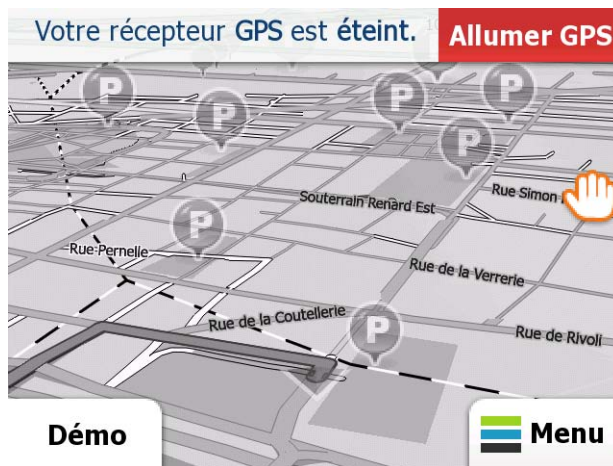 Votre récepteur GPS est éteint.
Allumer GPS
P
P
P
P
P
Souterrain Renard Est
Rue Simon
P
Rue Pernelle
Rue de la Verrerie
Rue de la Coutellerie
P
Rue de Rivoli
Démo
Menu